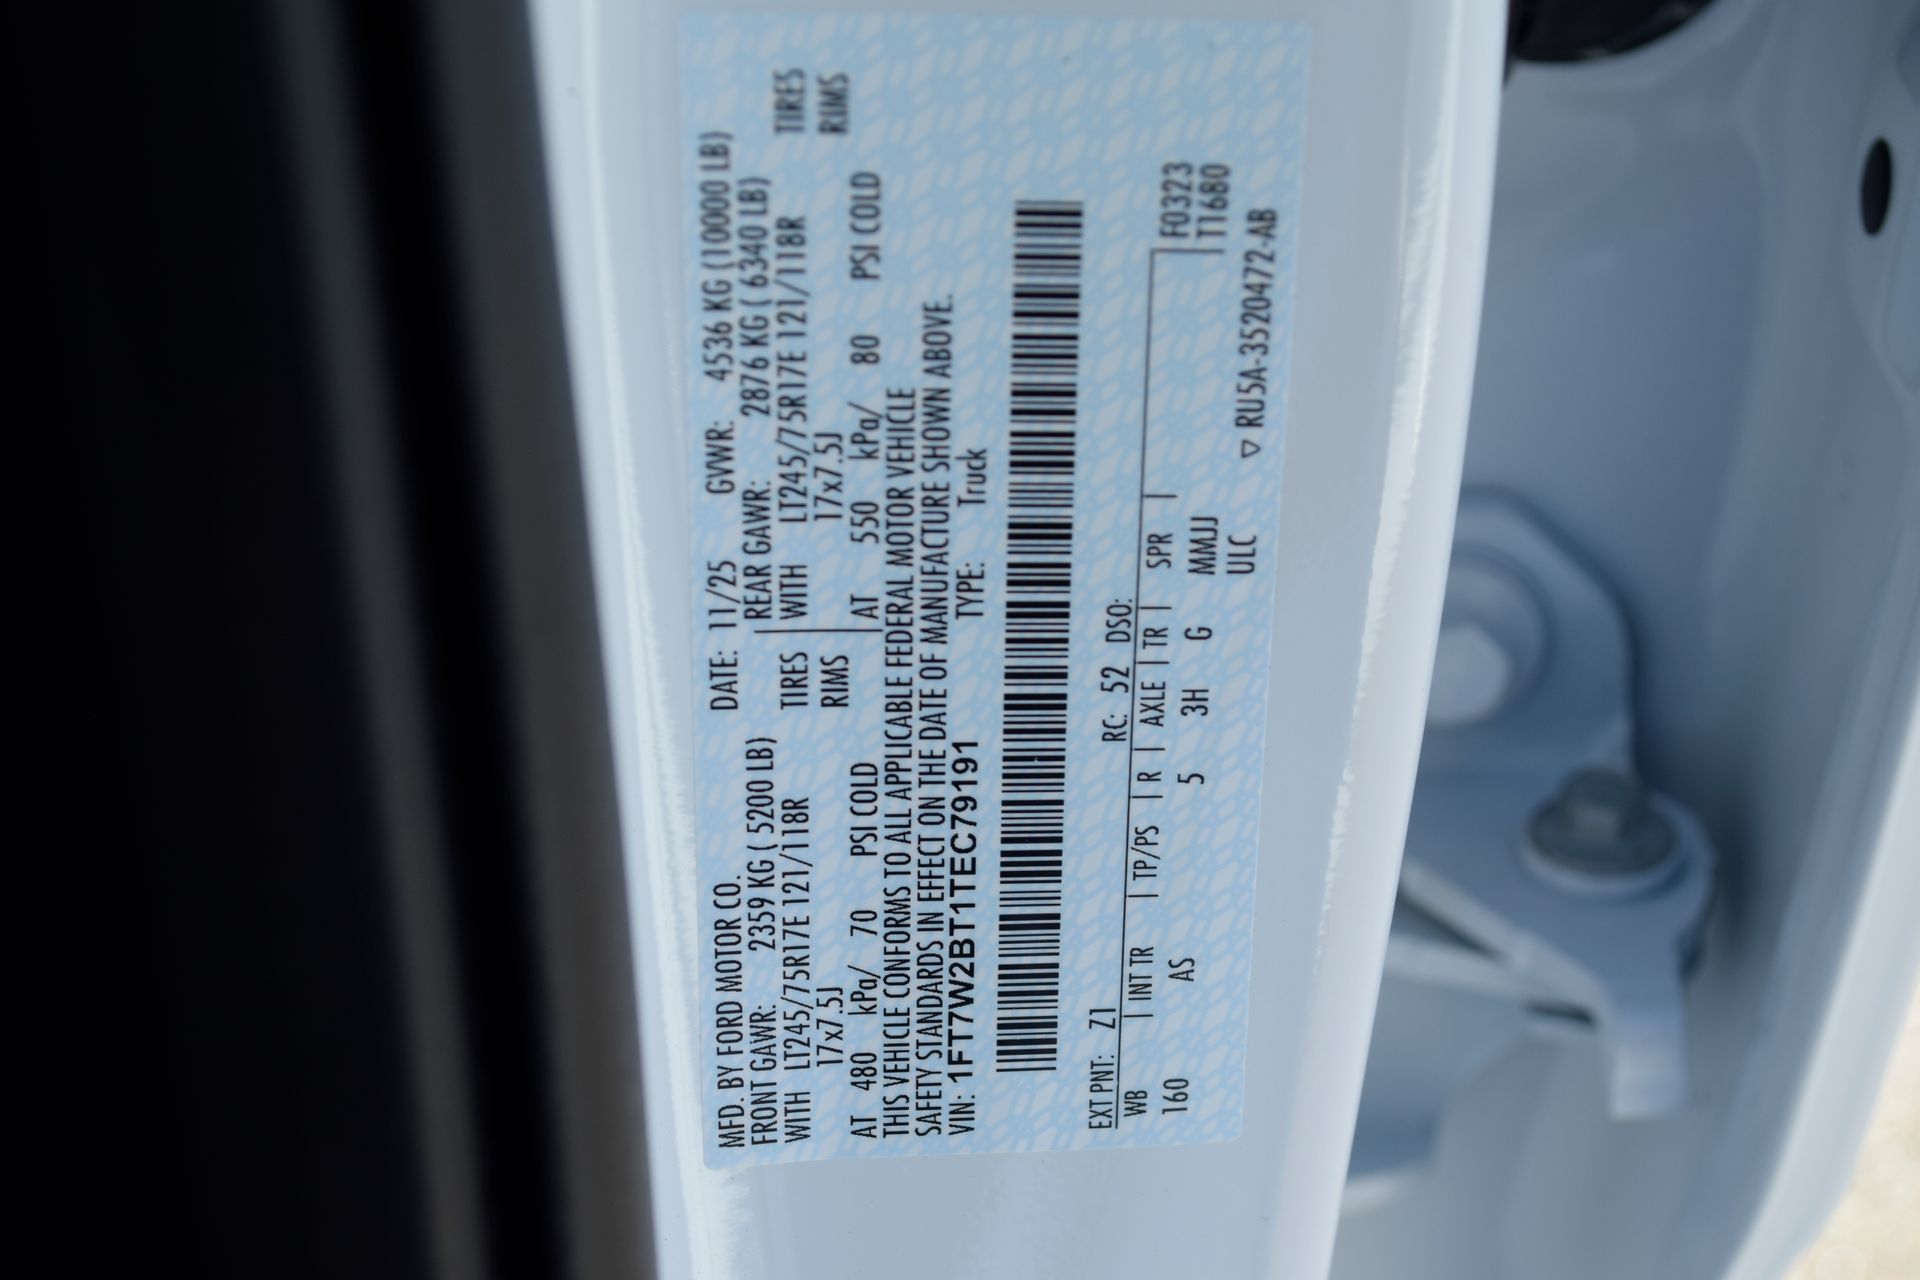 MFD. BY FORD MOTOR CO. DATE: 11/25 GVWR: 4536 KG (10000 LB)
FRONT GAWR: 2359 KG ( 5200 LB) REAR GAWR: 2876 KG ( 6340 LB)
WITH LT245/75R17E 121/118R TIRES WITH LT245/75R17E 121/118R TIRES
17x7.5J RIMS 17x7.5J RIMS
AT 480 kPa/ 70 PSI COLD AT 550 kPa/ 80 PSI COLD
THIS VEHICLE CONFORMS TO ALL APPLICABLE FEDERAL MOTOR VEHICLE
SAFETY STANDARDS IN EFFECT ON THE DATE OF MANUFACTURE SHOWN ABOVE.
VIN: 1FT7W2BT1TEC79191 TYPE: Truck
EXT PNT: Z1 RC: 52 DSO:
WB | INT TR | TP/PS | R | AXLE | TR | SPR | F0323
160 AS 5 3H G MMJJ T1680
ULC ▽ RU5A-3520472-AB